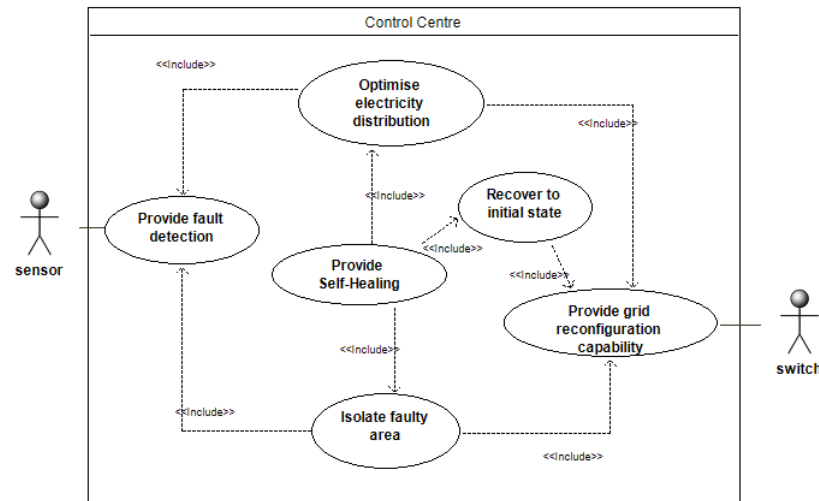 Control Centre
<<Include>>
Optimise
electricity
distribution
<<Include>>
<<Include>>
Recover to
initial state
Provide fault
detection
sensor
<<Include>>
Provide
Self-Healing
<<Include>>
Provide grid
reconfiguration
capability
switch
<<Include>>
Isolate faulty
area
<<Include>>
<<Include>>